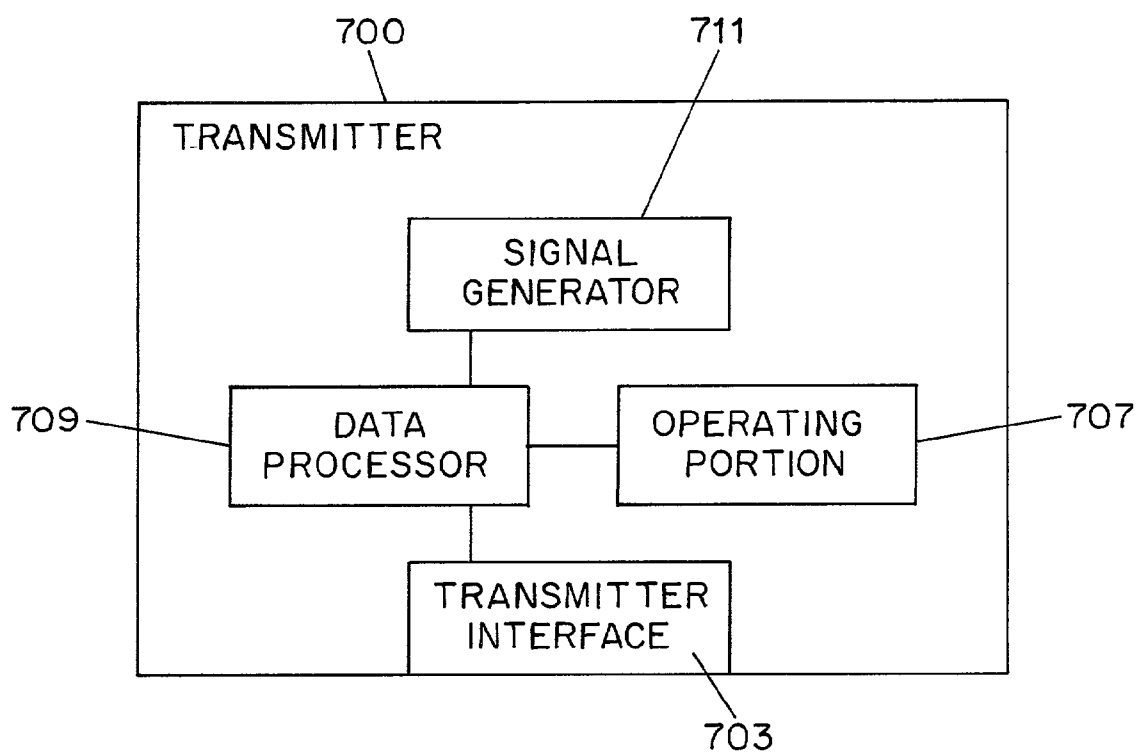 700
711
TRANSMITTER
SIGNAL
GENERATOR
709
DATA
PROCESSOR
OPERATING
PORTION
707
TRANSMITTER
INTERFACE
703